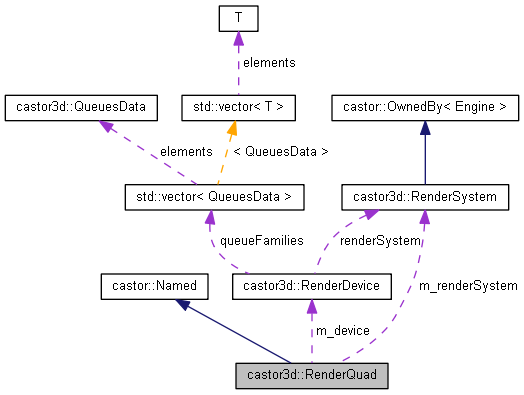 T
elements
castor3d::QueuesData
std::vector< T >
castor::OwnedBy< Engine >
elements
< QueuesData >
std::vector< QueuesData >
castor3d::RenderSystem
queueFamilies
renderSystem
castor::Named
castor3d::RenderDevice
m_renderSystem
m_device
castor3d::RenderQuad